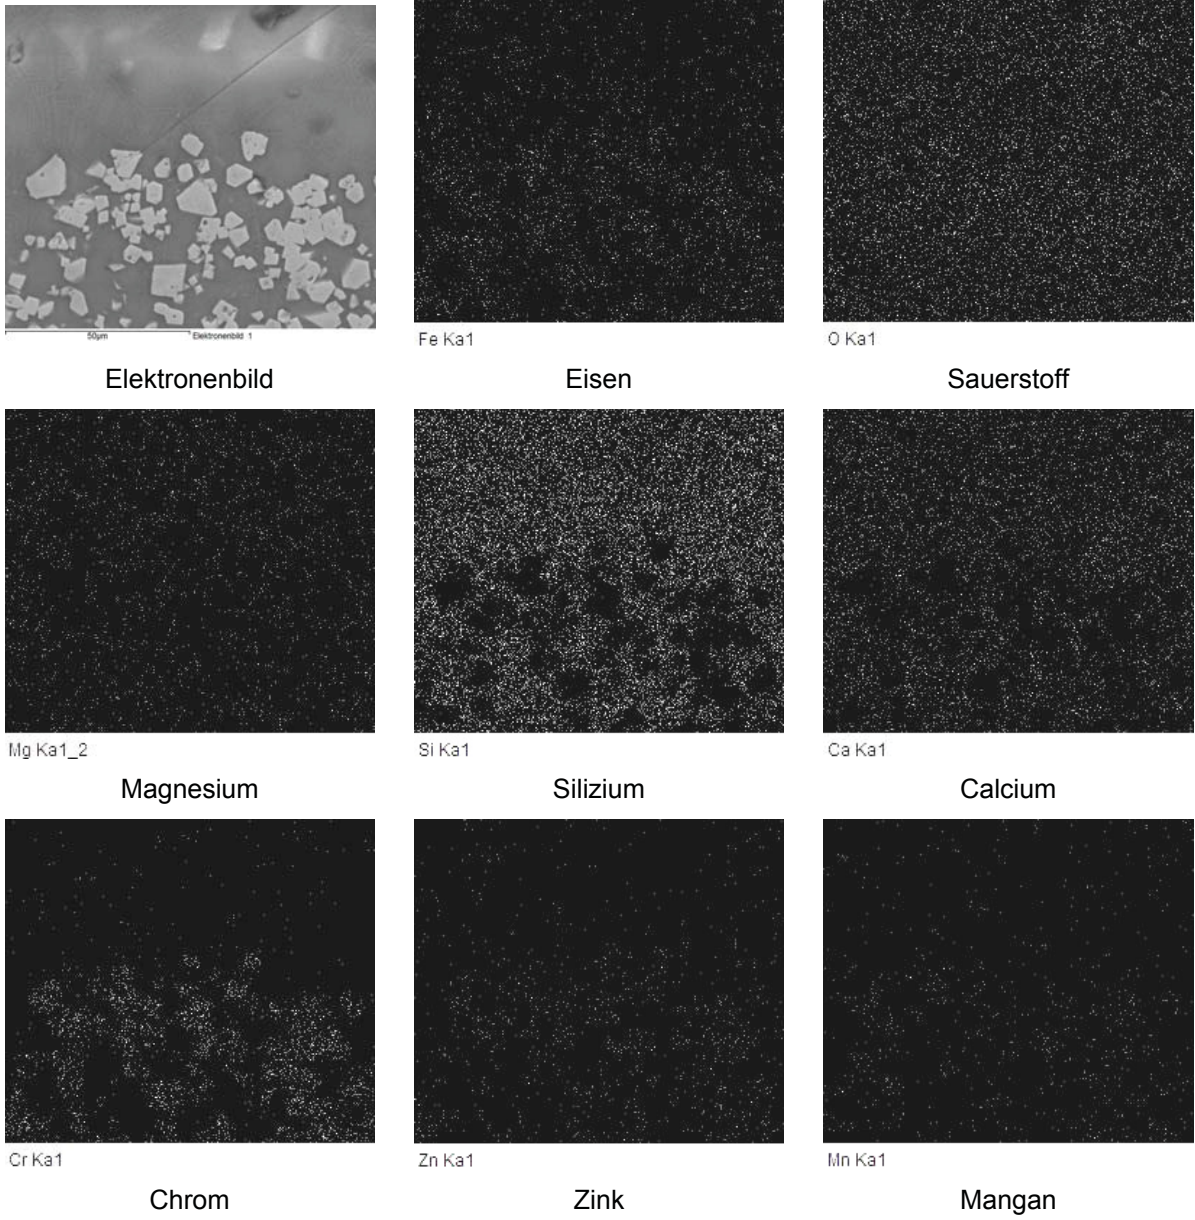 50µm Elektronenbild 1
Fe Ka1
O Ka1
Elektronenbild
Eisen
Sauerstoff
Mg Ka1_2
Si Ka1
Ca Ka1
Magnesium
Silizium
Calcium
Cr Ka1
Zn Ka1
Mn Ka1
Chrom
Zink
Mangan